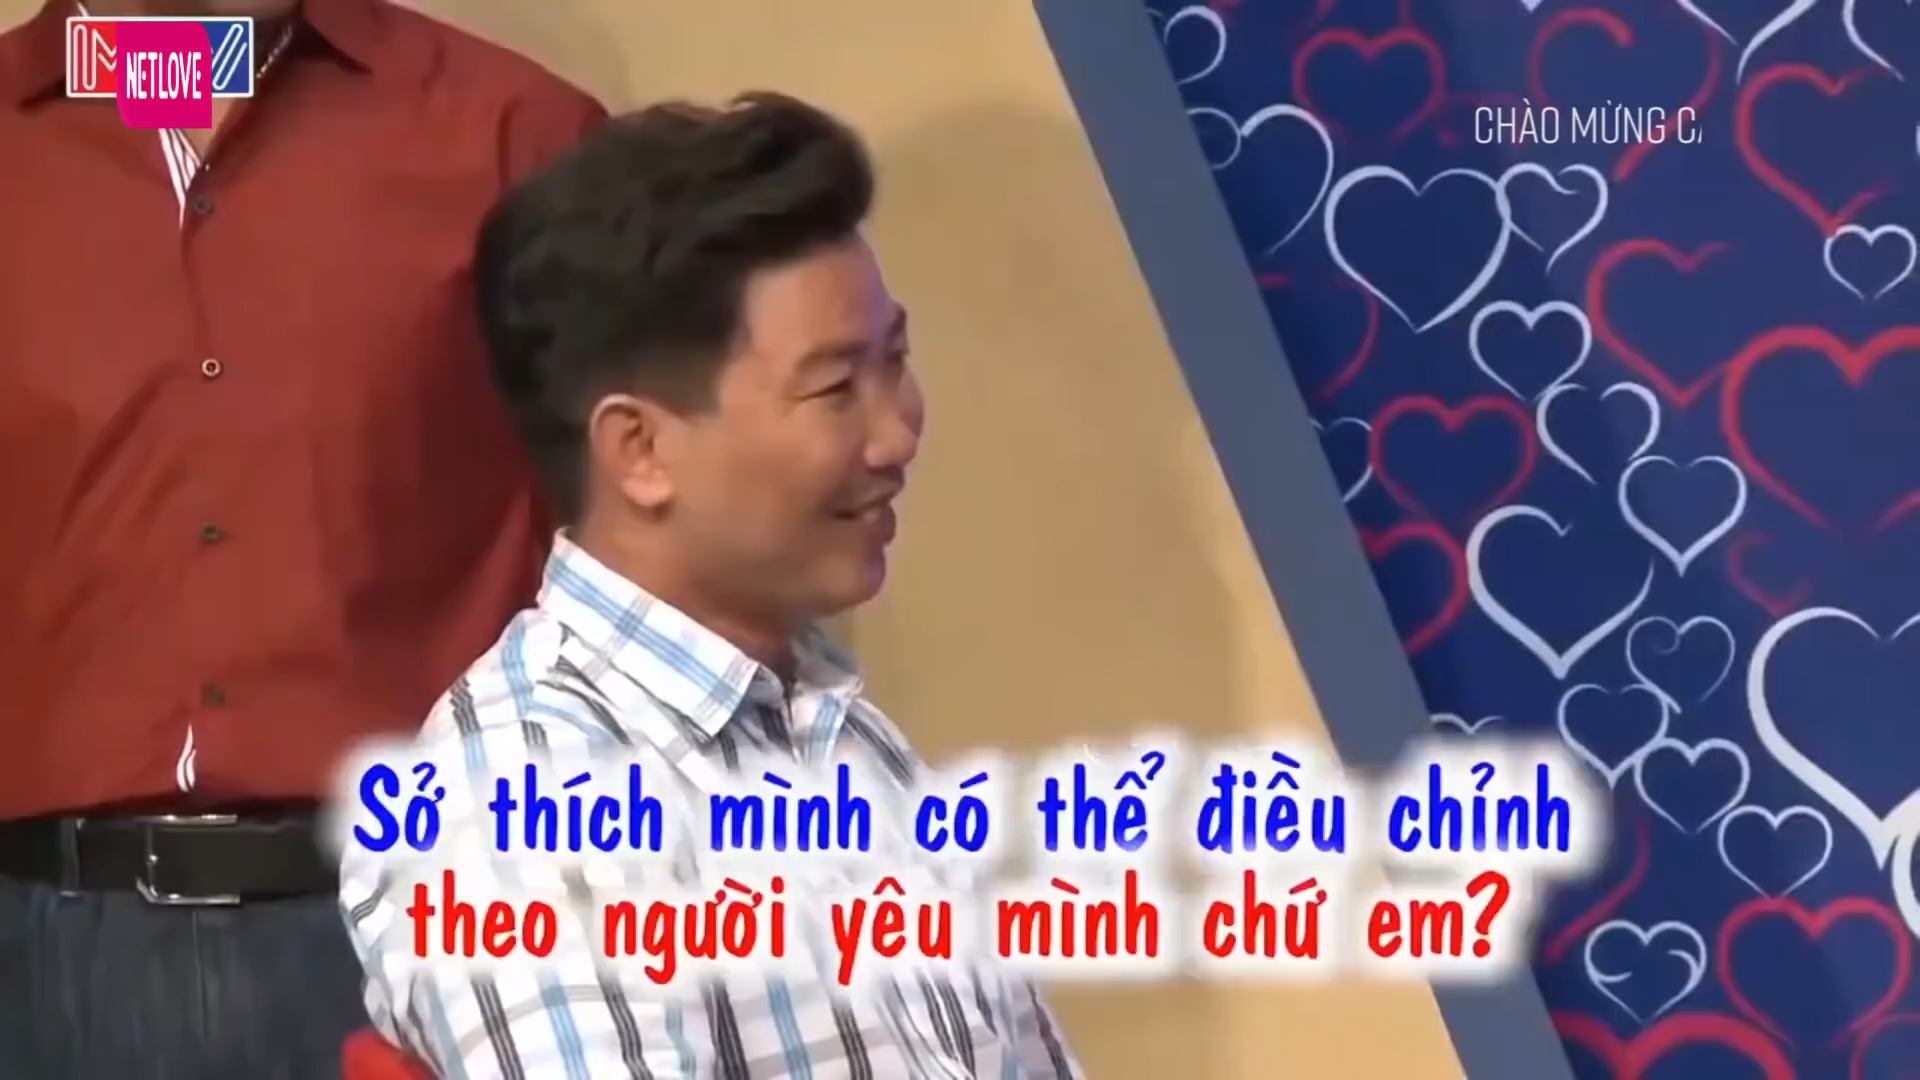 NETLOVE
CHÀO MỪNG
Sở thích mình có thể điều chỉnh
theo người yêu mình chứ em?